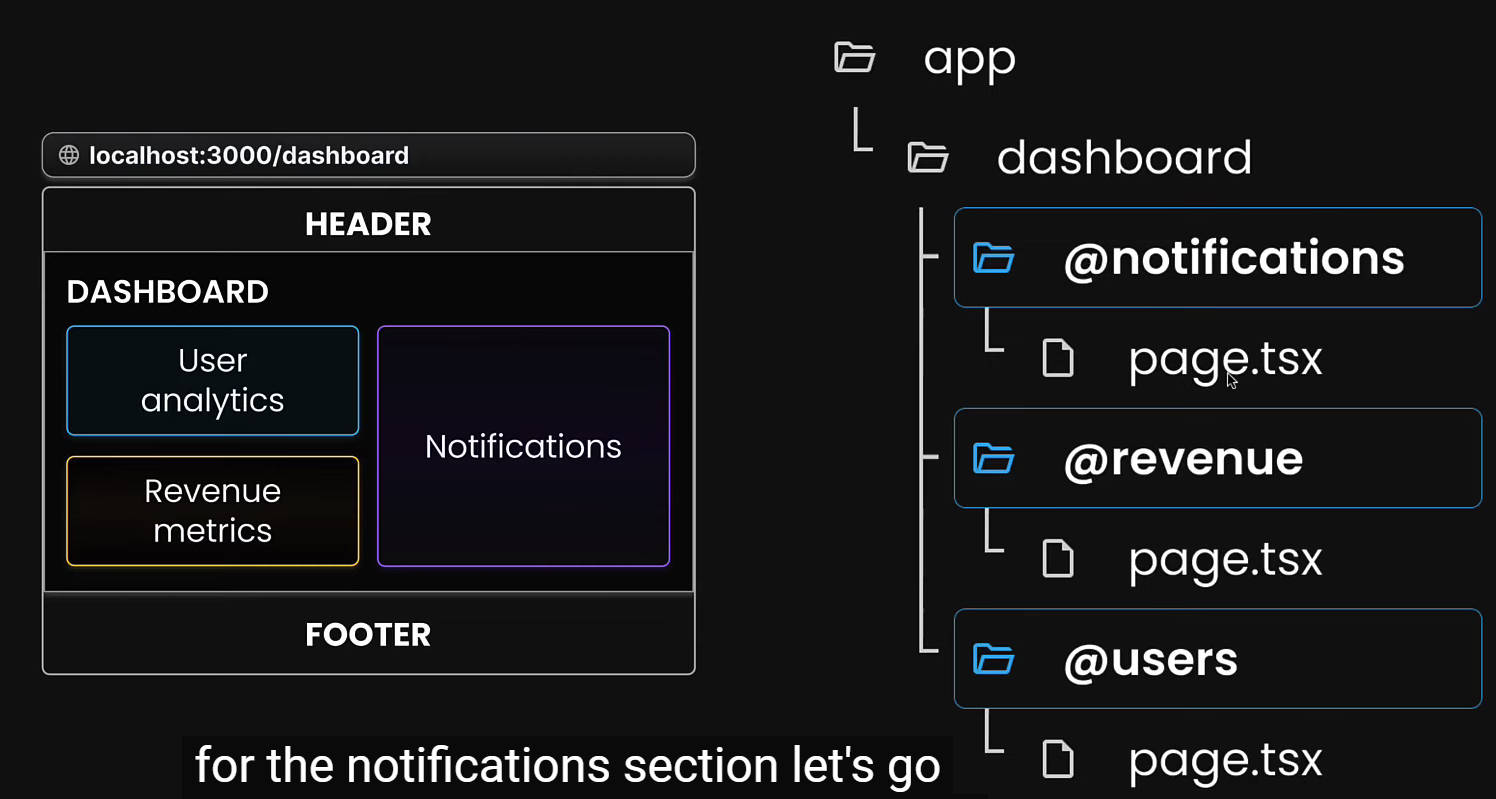 localhost:3000/dashboard
HEADER
DASHBOARD
User
analytics
Revenue
metrics
Notifications
FOOTER
app
dashboard
@notifications
page.tsx
@revenue
page.tsx
@users
page.tsx
for the notifications section let's go